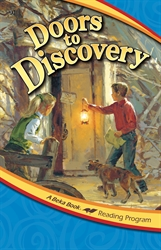 Doors
to
Discovery
A Beka Book Reading Program